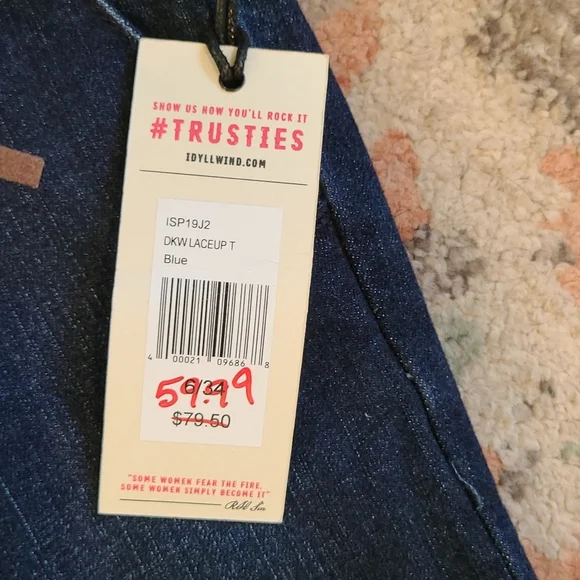 SHOW US HOW YOU'LL ROCK IT
#TRUSTIES
IDYLLWIND.COM
ISP19J2
DKW LACEUP T
Blue
4 00021 09686 8
6/34
59.99
$79.50
"SOME WOMEN FEAR THE FIRE,
SOME WOMEN SIMPLY BECOME IT"